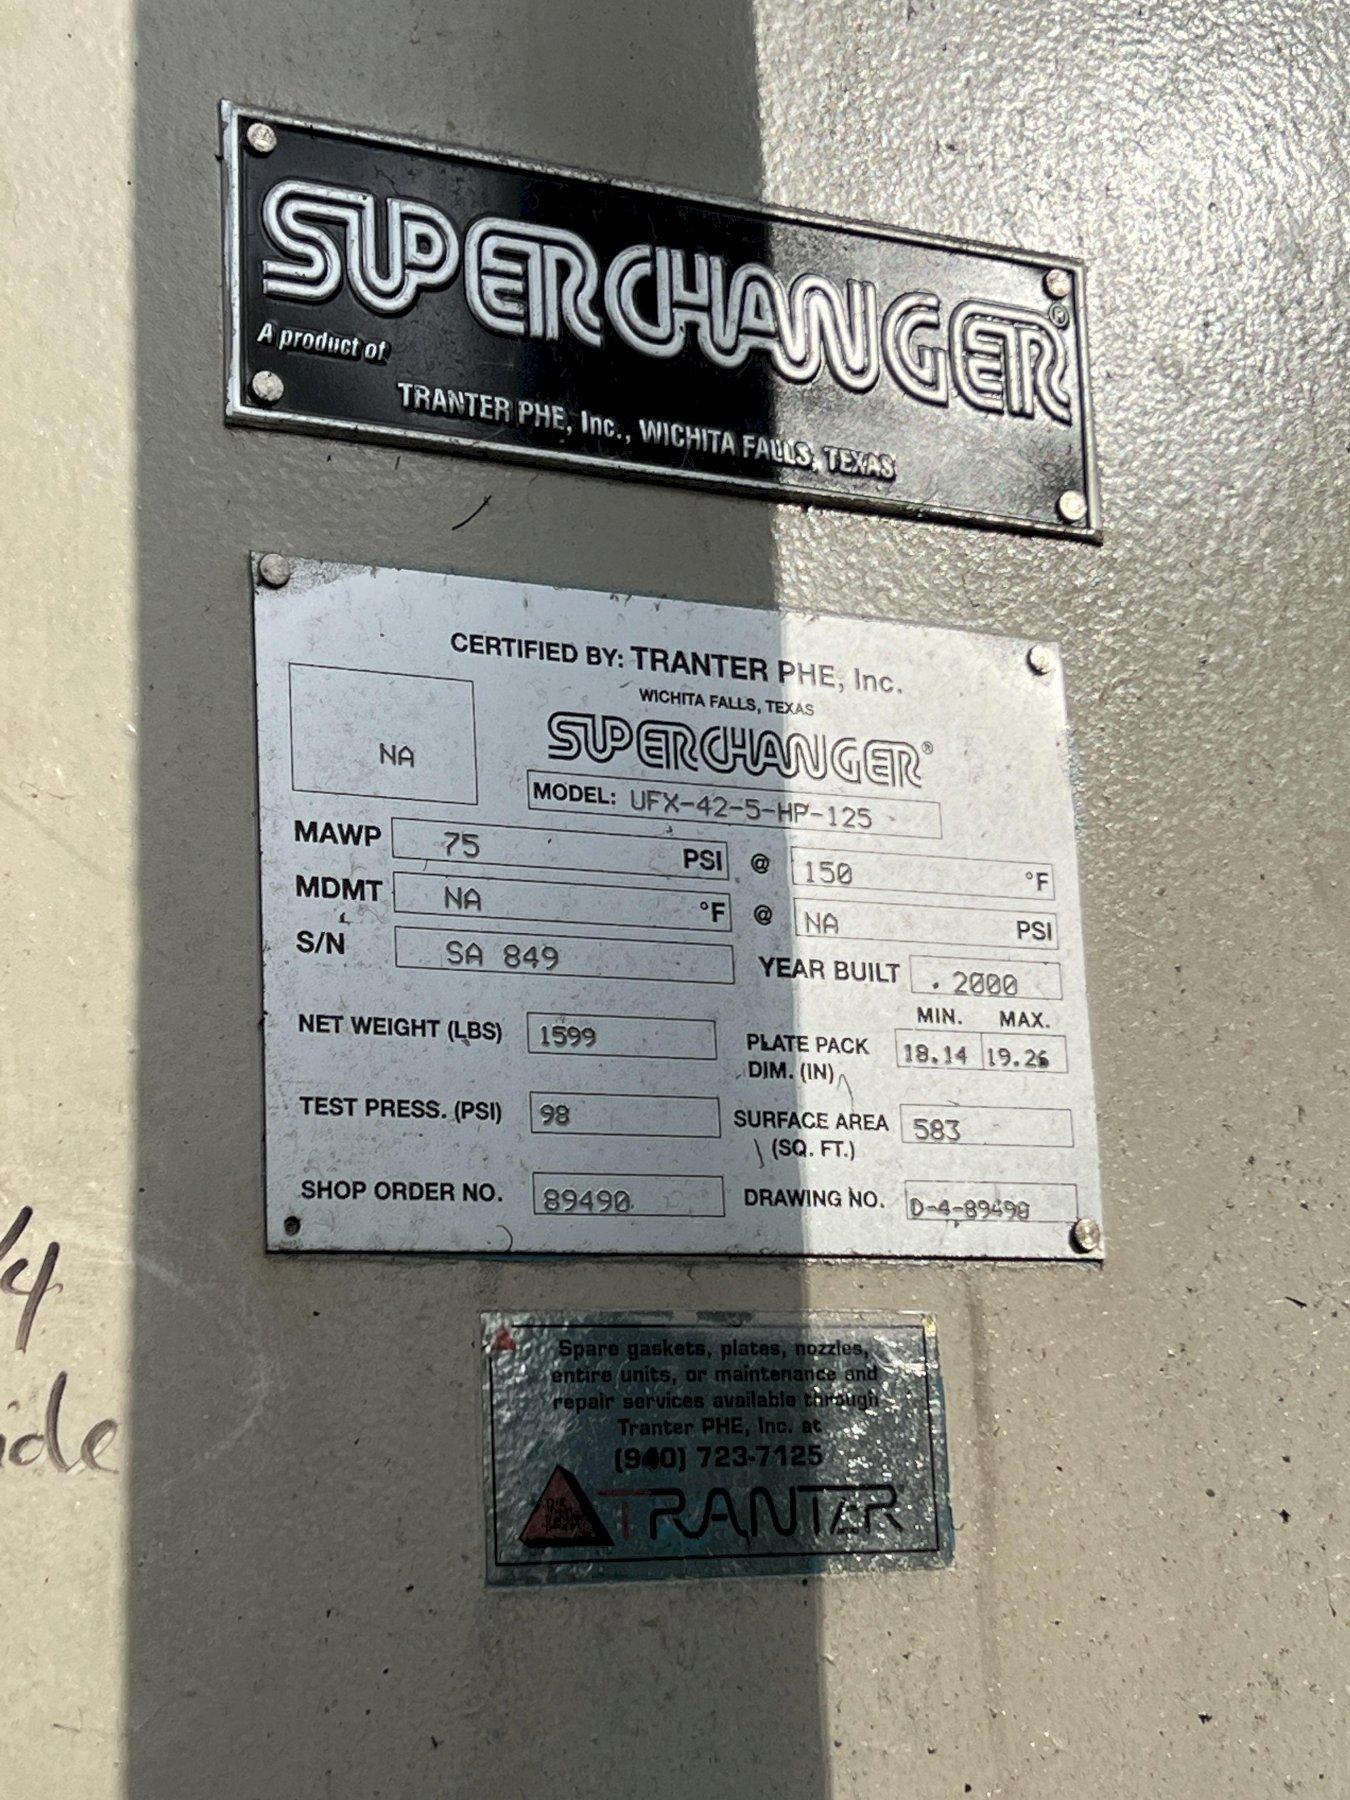 SUPERCHANGER®
A product of
TRANTER PHE, Inc., WICHITA FALLS, TEXAS
CERTIFIED BY: TRANTER PHE, Inc.
WICHITA FALLS, TEXAS
SUPERCHANGER®
NA
MODEL: UFX-42-5-HP-125
MAWP 75 PSI @ 150 °F
MDMT NA °F @ NA PSI
S/N SA 849 YEAR BUILT 2000
MIN. MAX.
NET WEIGHT (LBS) 1599 PLATE PACK 18.14 19.26
DIM. (IN)
TEST PRESS. (PSI) 98 SURFACE AREA 583
(SQ. FT.)
SHOP ORDER NO. 89490 DRAWING NO. D-4-89490
Spare gaskets, plates, nozzles,
entire units, or maintenance and
repair services available through
Tranter PHE, Inc. at
(940) 723-7125
TRANTER
/4
ide